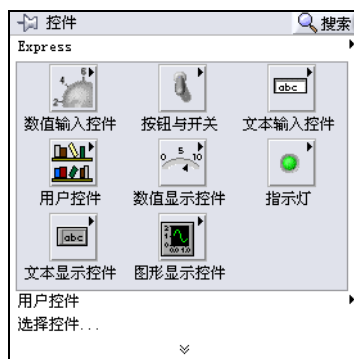 控件 搜索
Express
数值输入控件 按钮与开关 文本输入控件
用户控件 数值显示控件 指示灯
文本显示控件 图形显示控件
用户控件
选择控件...